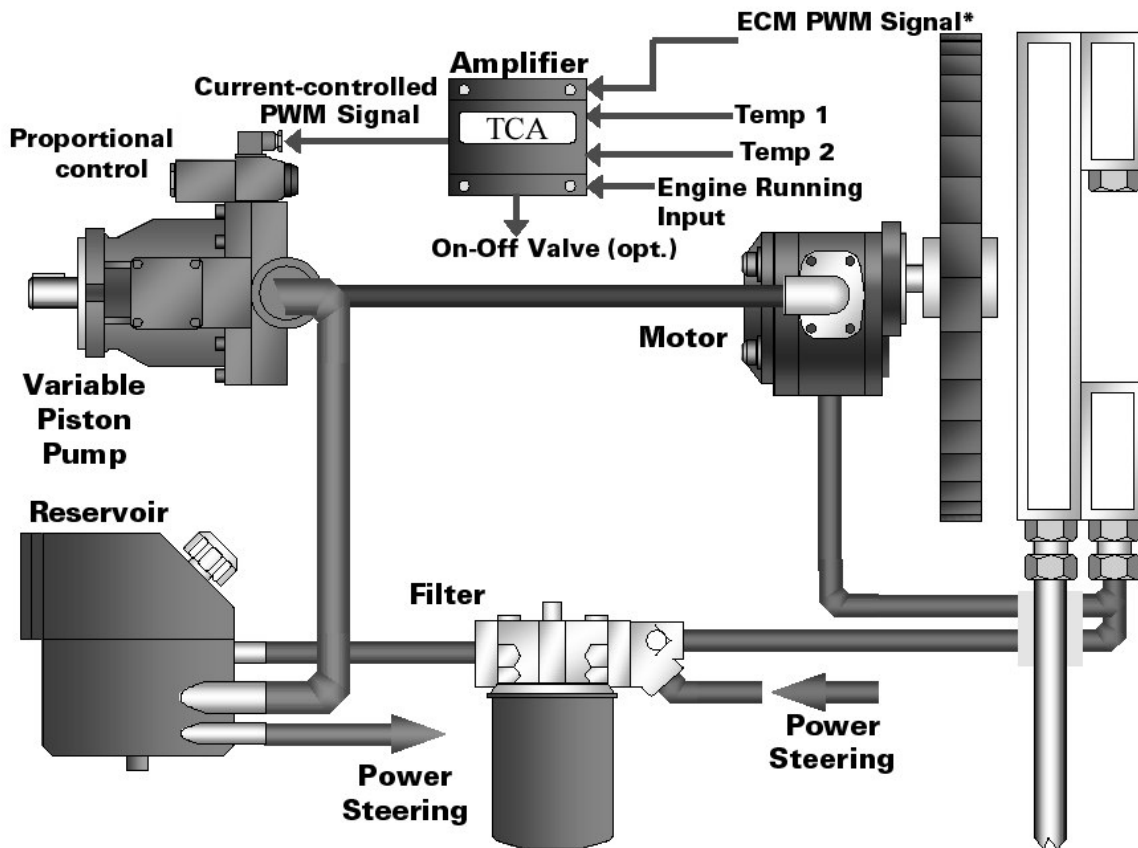 ECM PWM Signal*
Amplifier
Current-controlled
PWM Signal
TCA
Temp 1
Proportional
control
Temp 2
Engine Running
Input
On-Off Valve (opt.)
Motor
Variable
Piston
Pump
Reservoir
Filter
Power
Steering
Power
Steering